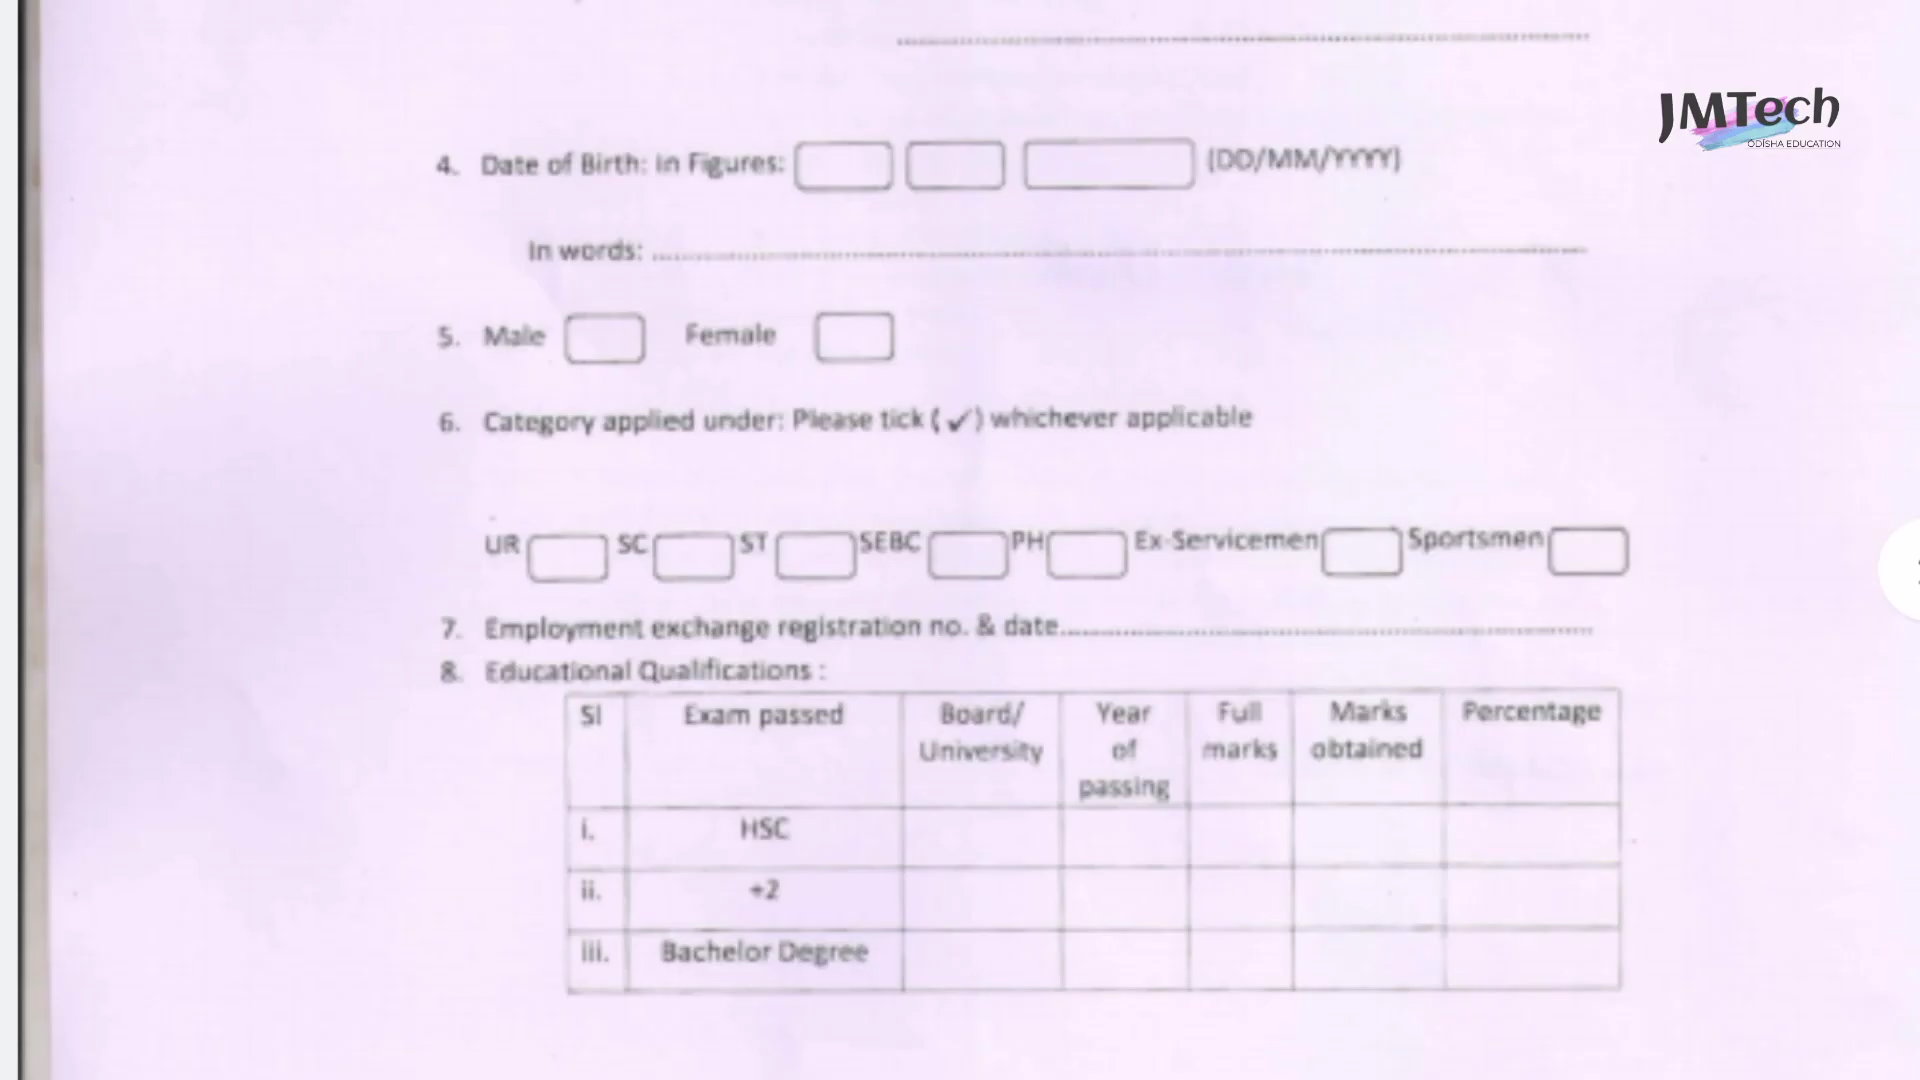 JMTech
ODISHA EDUCATION
4. Date of Birth: In Figures: (DD/MM/YYYY)
In words: ........................................
5. Male Female
6. Category applied under: Please tick (✓) whichever applicable
UR SC ST SEBC PH Ex-Servicemen Sportsmen
7. Employment exchange registration no. & date........................................
8. Educational Qualifications :
Sl Exam passed Board/ University Year of passing Full marks Marks obtained Percentage
i. HSC
ii. +2
iii. Bachelor Degree